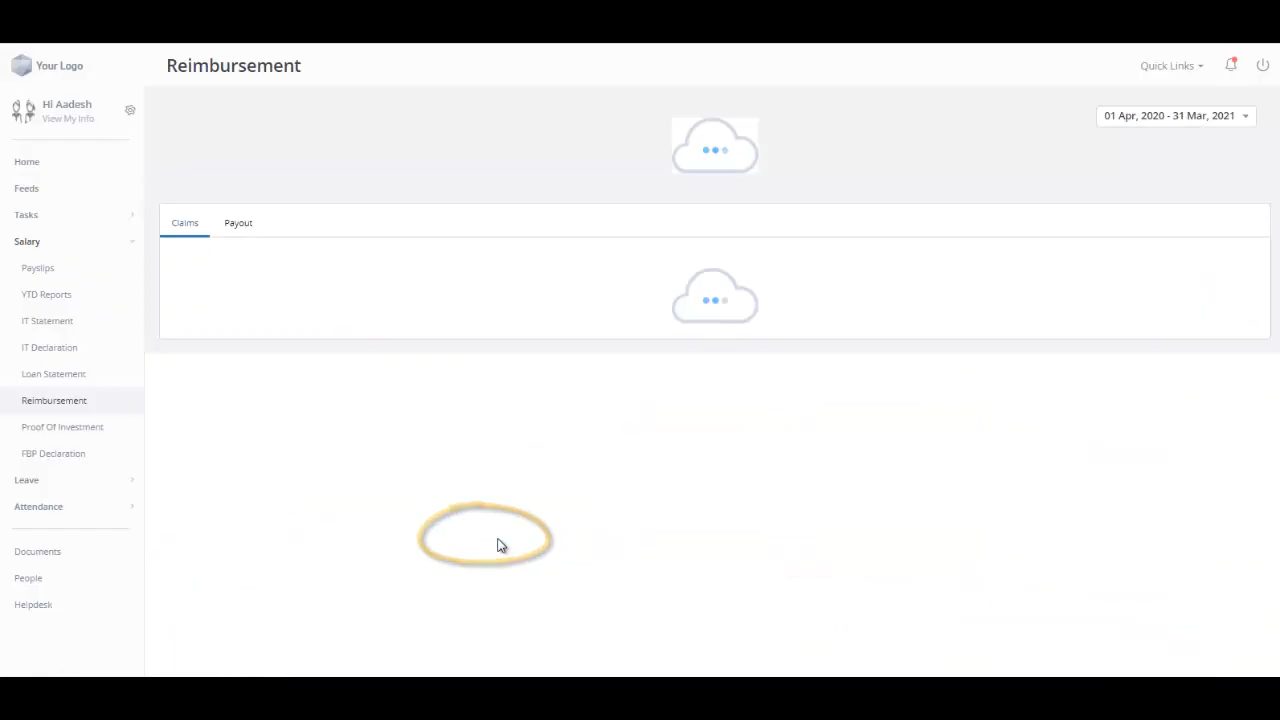 Your Logo
Reimbursement
Quick Links
Hi Aadesh
View My Info
01 Apr, 2020 - 31 Mar, 2021
Home
Feeds
Tasks
Salary
Payslips
YTD Reports
IT Statement
IT Declaration
Loan Statement
Reimbursement
Proof Of Investment
FBP Declaration
Leave
Attendance
Documents
People
Helpdesk
Claims Payout